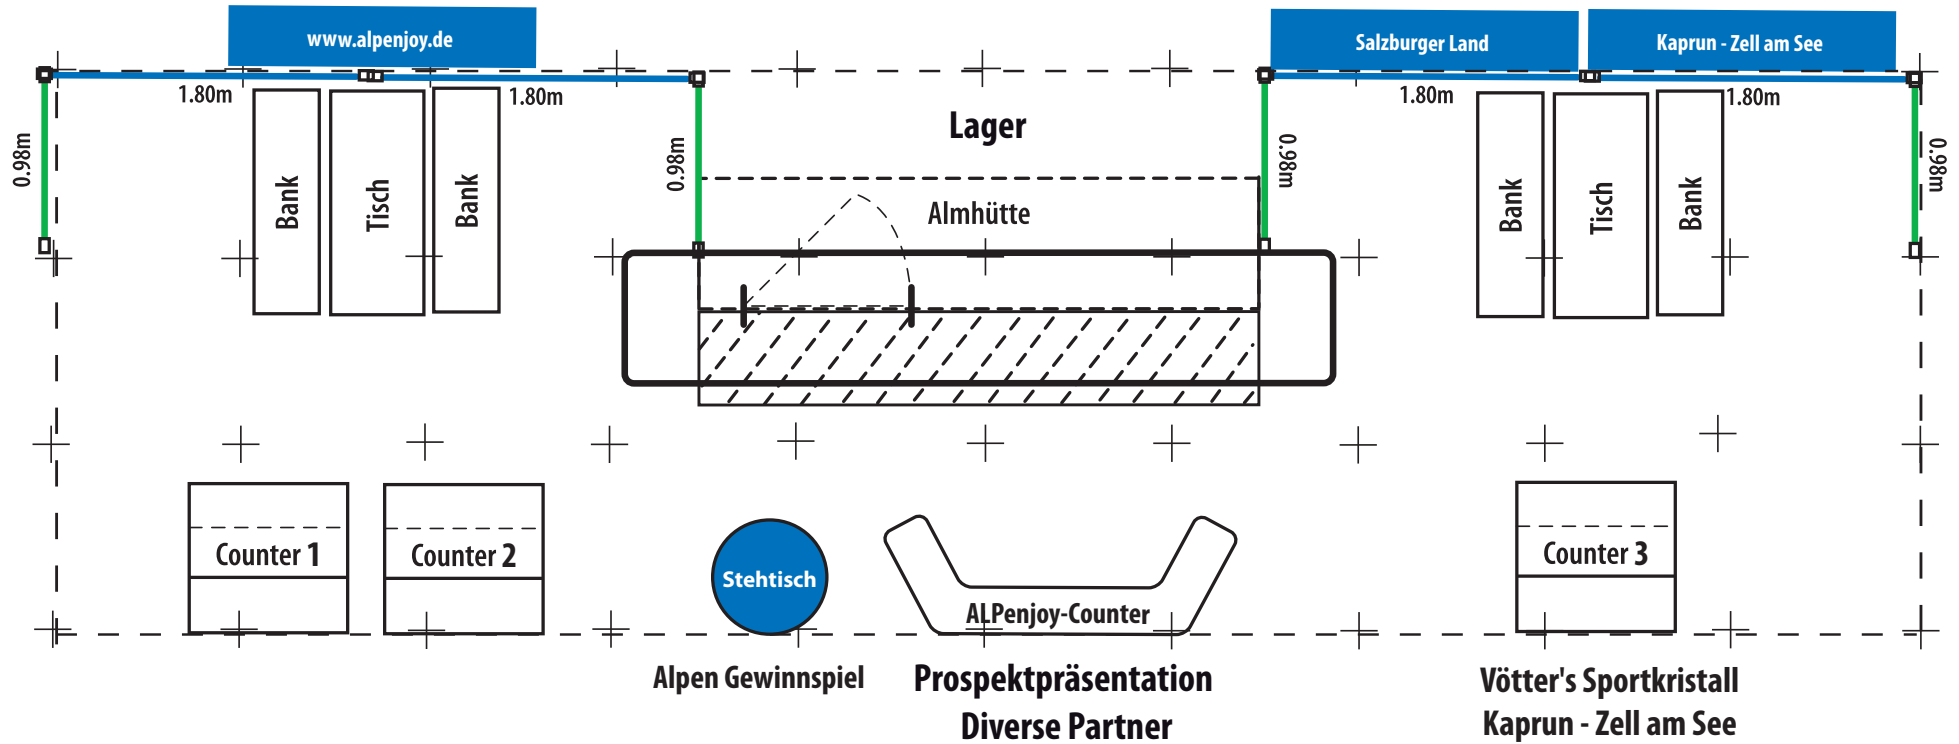 www.alpenjoy.de
Salzburger Land
Kaprun - Zell am See
1.80m
1.80m
1.80m
1.80m
0.98m
0.98m
0.98m
0.98m
Lager
Bank
Tisch
Bank
Almhütte
Bank
Tisch
Bank
Counter 1
Counter 2
Stehtisch
ALPenjoy-Counter
Counter 3
Alpen Gewinnspiel
Prospektpräsentation
Diverse Partner
Vötter's Sportkristall
Kaprun - Zell am See